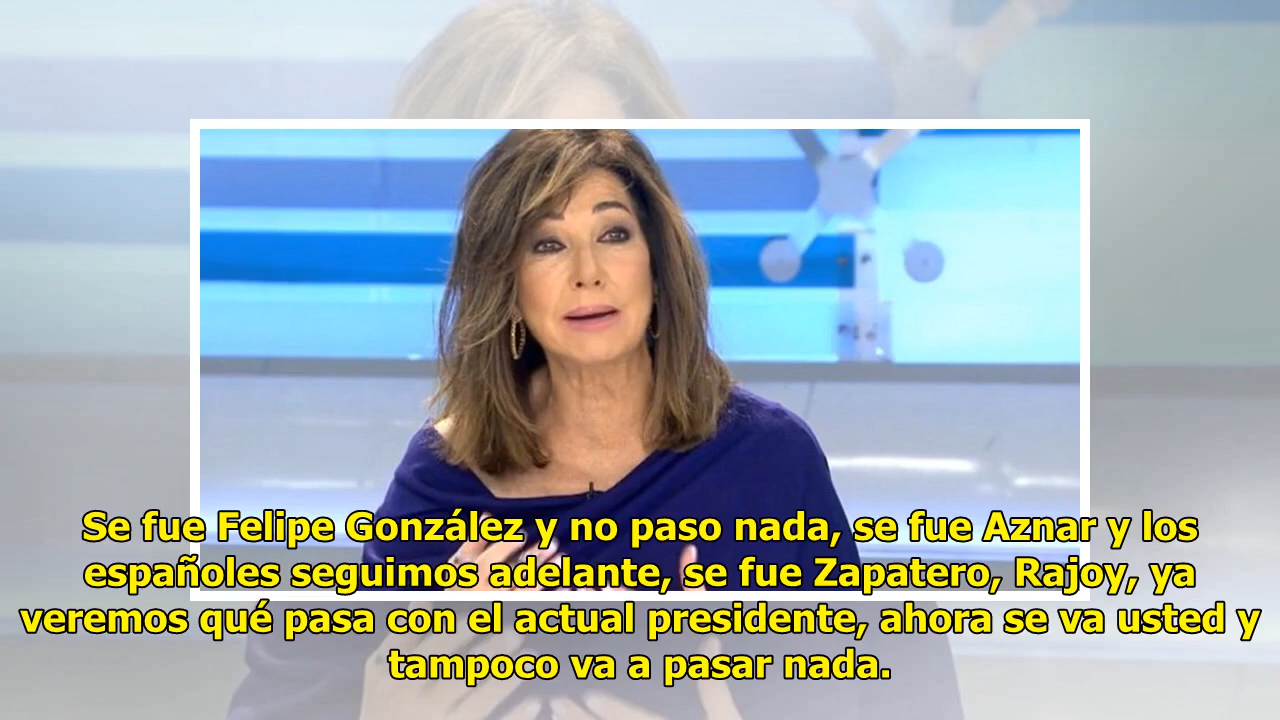 Se fue Felipe González y no paso nada, se fue Aznar y los
españoles seguimos adelante, se fue Zapatero, Rajoy, ya
veremos qué pasa con el actual presidente, ahora se va usted y
tampoco va a pasar nada.